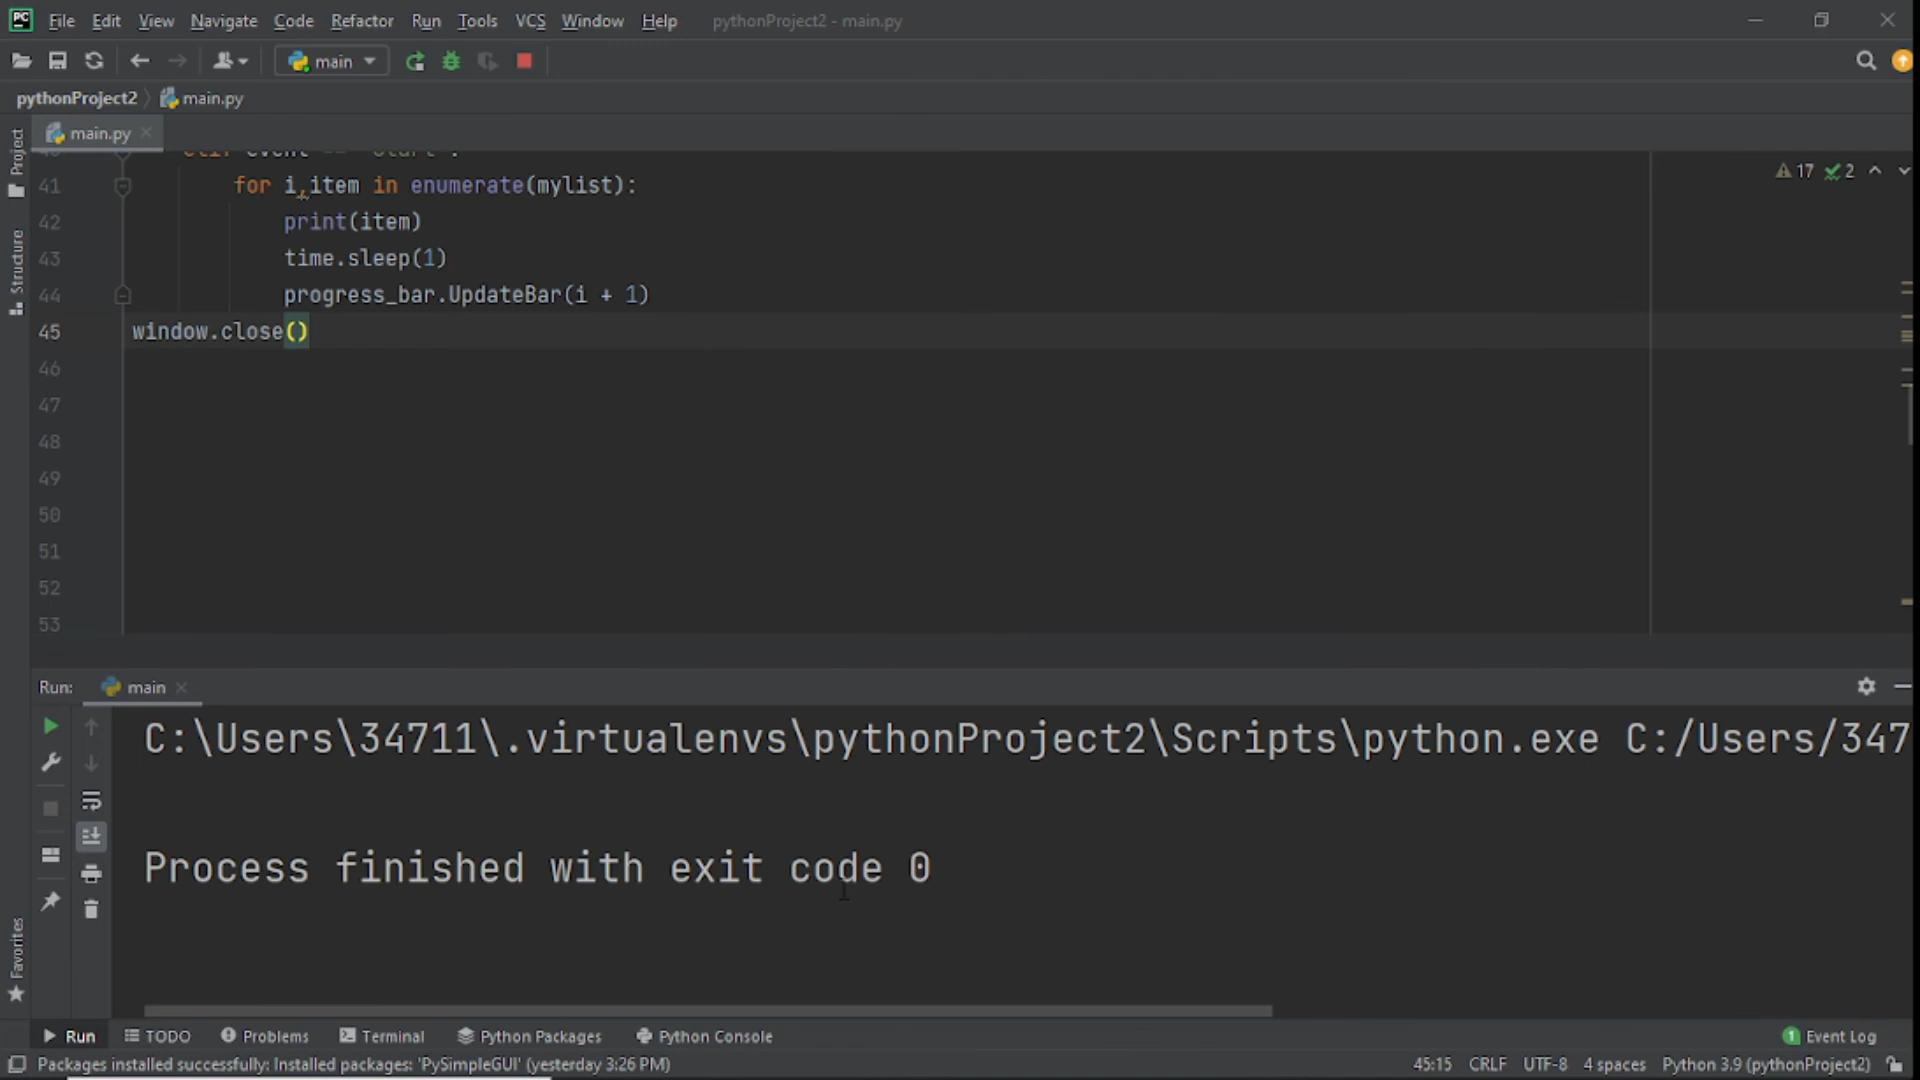 PC File Edit View Navigate Code Refactor Run Tools VCS Window Help pythonProject2 - main.py
main
pythonProject2 main.py
Project
Structure
Favorites
main.py
17 2
41 for i,item in enumerate(mylist):
42 print(item)
43 time.sleep(1)
44 progress_bar.UpdateBar(i + 1)
45 window.close()
46
47
48
49
50
51
52
53
Run: main
C:\Users\34711\.virtualenvs\pythonProject2\Scripts\python.exe C:/Users/347
Process finished with exit code 0
Run TODO Problems Terminal Python Packages Python Console 1 Event Log
Packages installed successfully: Installed packages: 'PySimpleGUI' (yesterday 3:26 PM) 45:15 CRLF UTF-8 4 spaces Python 3.9 (pythonProject2)